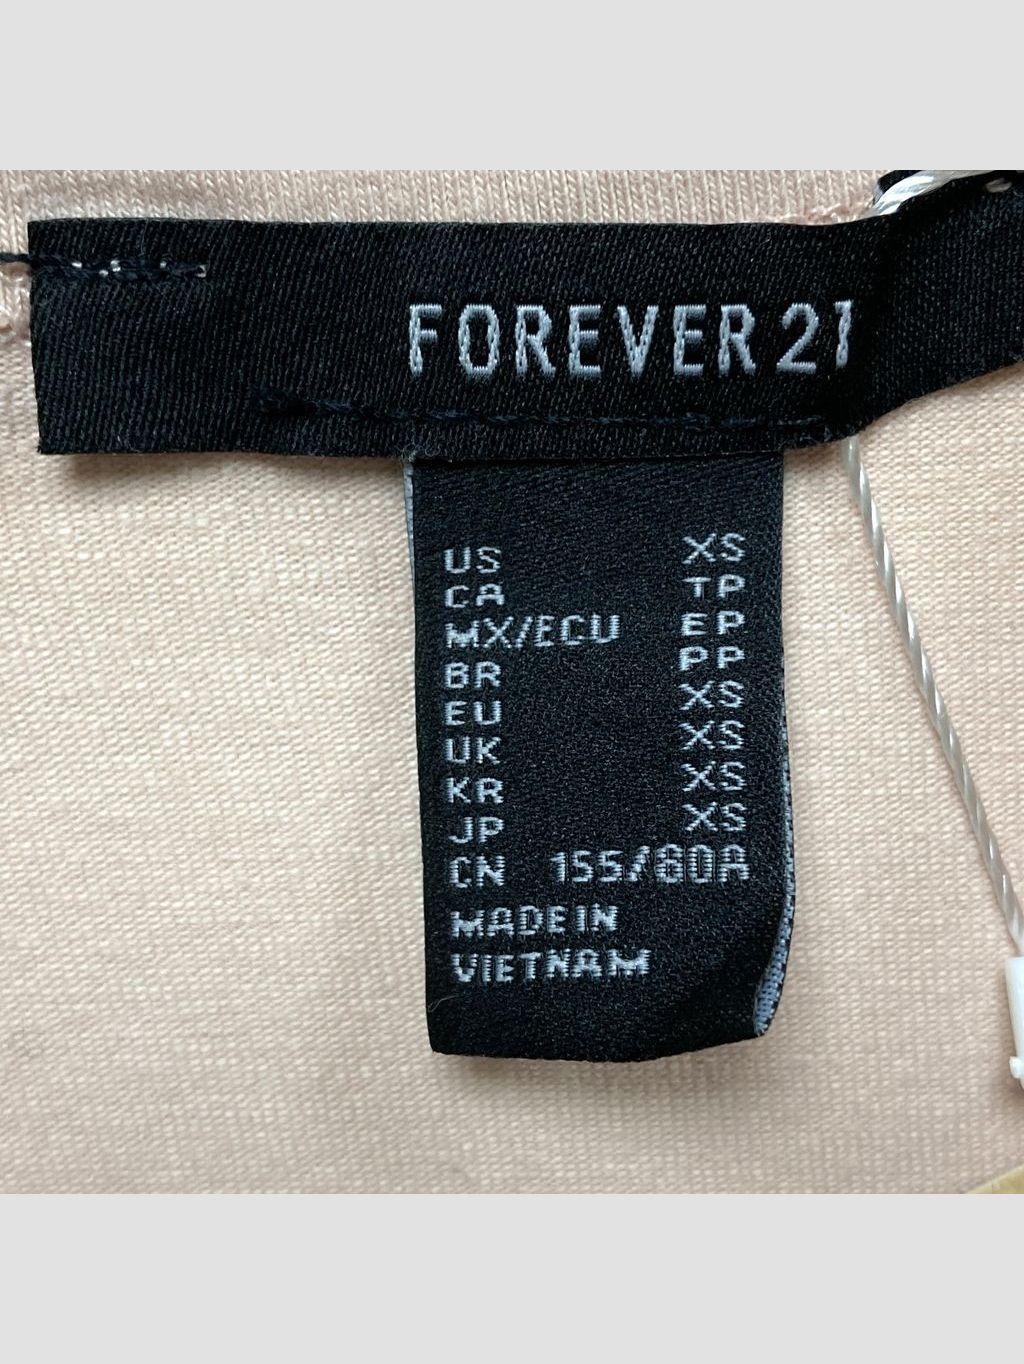 FOREVER 21
US XS
CA TP
MX/ECU EP
BR PP
EU XS
UK XS
KR XS
JP XS
CN 155/80A
MADE IN
VIETNAM